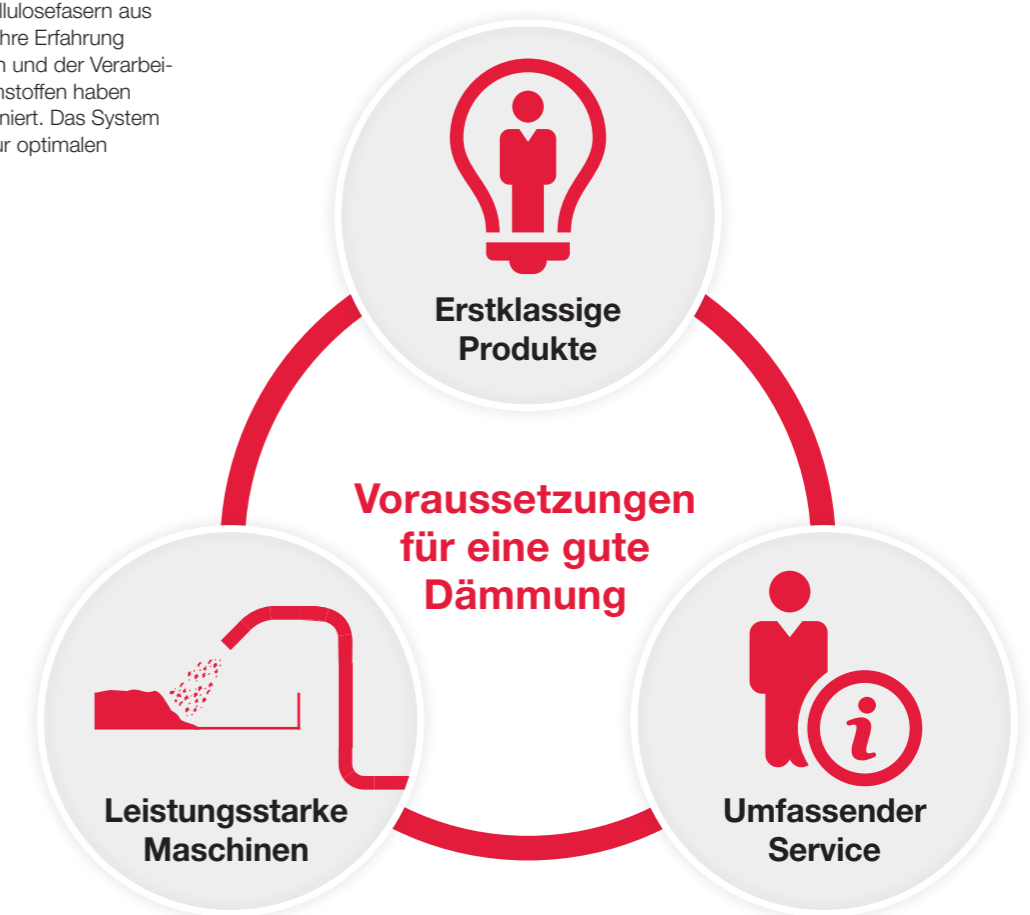 llulosefasern aus
hre Erfahrung
n und der Verarbei-
nstoffen haben
niert. Das System
ur optimalen
Erstklassige
Produkte
Voraussetzungen
für eine gute
Dämmung
Leistungsstarke
Maschinen
i
Umfassender
Service